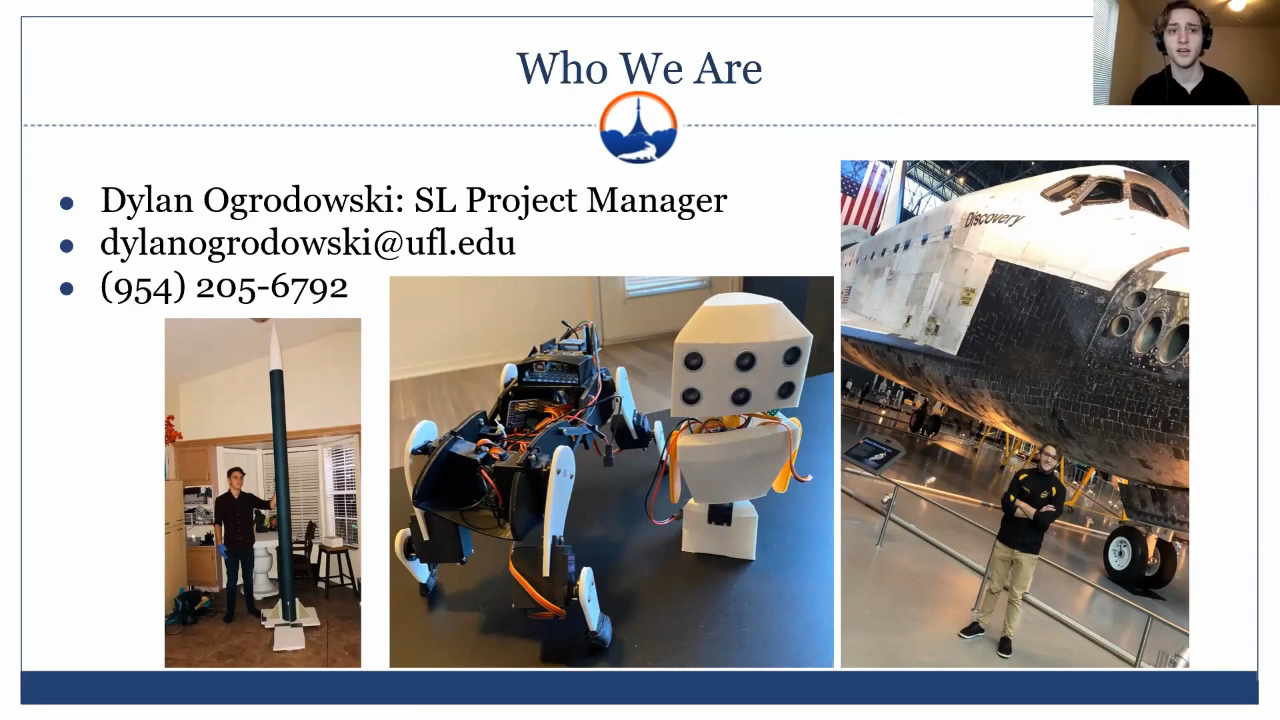 Who We Are
Dylan Ogrodowski: SL Project Manager
dylanogrodowski@ufl.edu
(954) 205-6792
Discovery